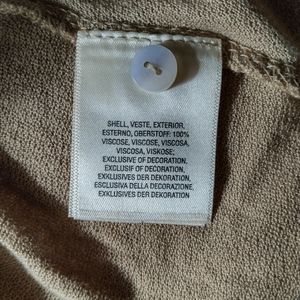 SHELL, VESTE, EXTERIOR,
ESTERNO, OBERSTOFF: 100%
VISCOSE, VISCOSE, VISCOSA,
VISCOSA, VISKOSE;
EXCLUSIVE OF DECORATION.
EXCLUSIF OF DECORATION.
EXKLUSIVES DER DEKORATION.
ESCLUSIVA DELLA DECORAZIONE.
EXKLUSIVES DER DEKORATION